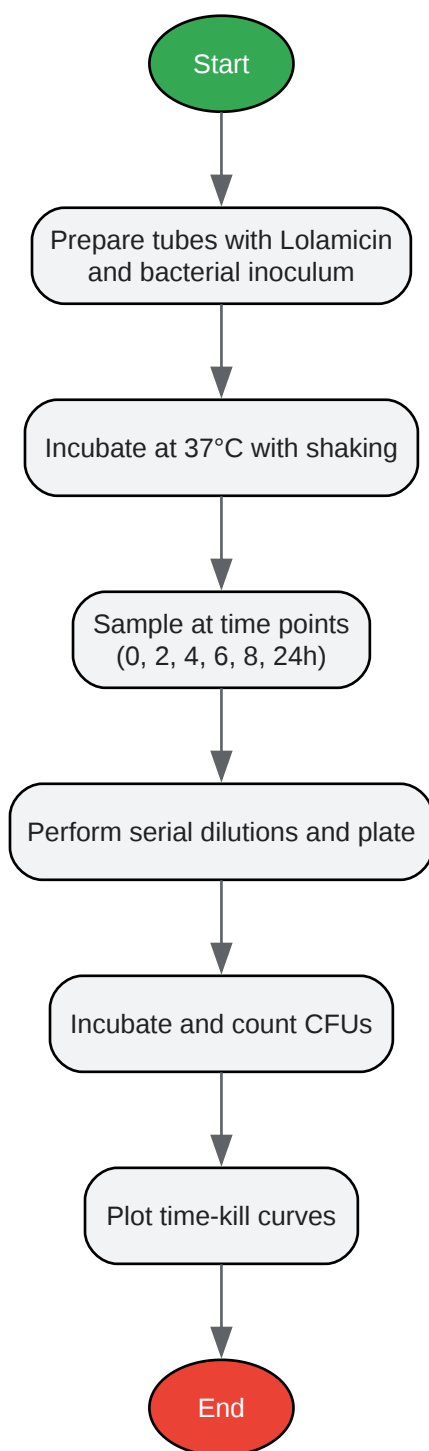 Start
Prepare tubes with Lolamicin
and bacterial inoculum
Incubate at 37°C with shaking
Sample at time points
(0, 2, 4, 6, 8, 24h)
Perform serial dilutions and plate
Incubate and count CFUs
Plot time-kill curves
End